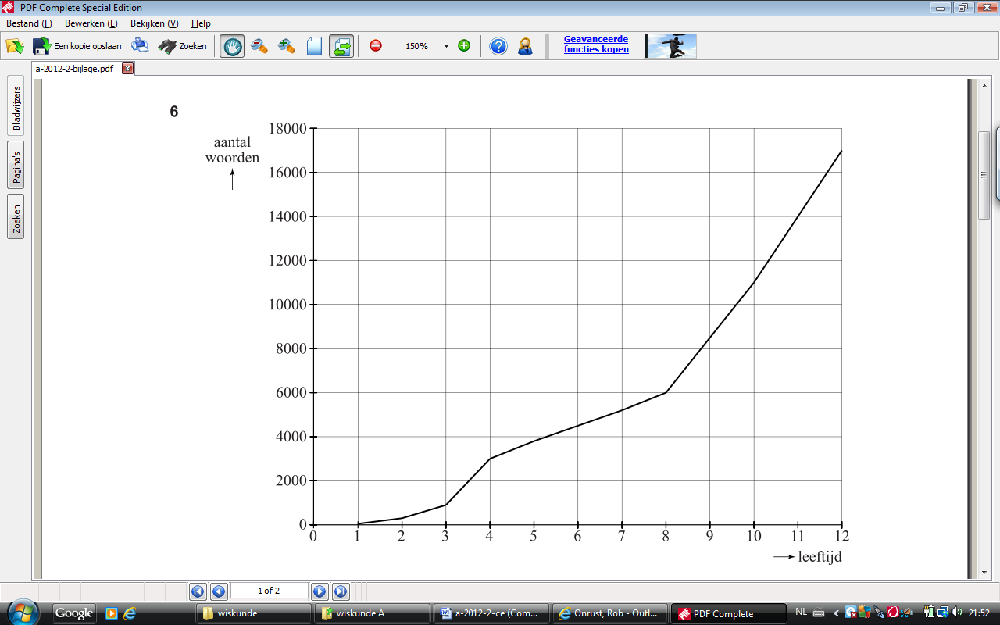 PDF Complete Special Edition
Bestand (F) Bewerken (E) Bekijken (V) Help
Een kopie opslaan Zoeken 150% Geavanceerde
functies kopen
a-2012-2-bijlage.pdf
Bladwijzers
Pagina's
Zoeken
6
aantal
woorden
18000
16000
14000
12000
10000
8000
6000
4000
2000
0
0 1 2 3 4 5 6 7 8 9 10 11 12
leeftijd
1 of 2
Google wiskunde wiskunde A a-2012-2-ce (Com... Onrust, Rob - Outl... PDF Complete NL 21:52